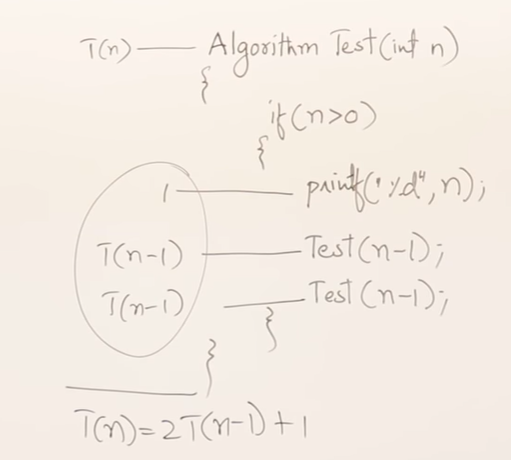 T(n) — Algorithm Test(int n)
{
if(n>0)
{
1 — printf("%d", n);
T(n-1) — Test(n-1);
T(n-1) — Test(n-1);
}
}
T(n)=2T(n-1)+1